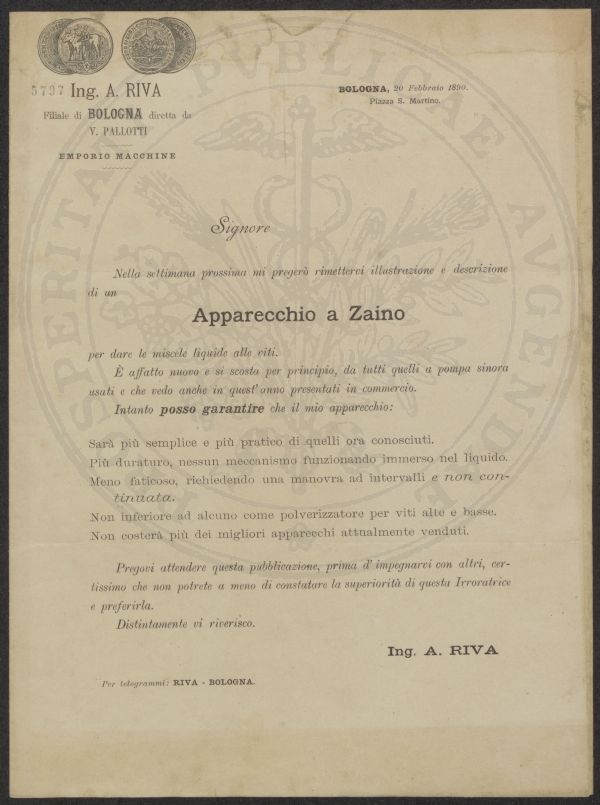 5797 Ing. A. RIVA
Filiale di BOLOGNA diretta da
V. PALLOTTI
EMPORIO MACCHINE
BOLOGNA, 20 Febbraio 1890.
Piazza S. Martino.
Signore
Nella settimana prossima mi pregerò rimetterci illustrazione e descrizione
di un
Apparecchio a Zaino
per dare le miscele liquide alle viti.
È affatto nuovo e si scosta per principio, da tutti quelli a pompa sinora
usati e che vedo anche in quest' anno presentati in commercio.
Intanto posso garantire che il mio apparecchio:
Sarà più semplice e più pratico di quelli ora conosciuti.
Più duraturo, nessun meccanismo funzionando immerso nel liquido.
Meno faticoso, richiedendo una manovra ad intervalli e non con-
tinuata.
Non inferiore ad alcuno come polverizzatore per viti alte e basse.
Non costerà più dei migliori apparecchi attualmente venduti.
Pregovi attendere questa pubblicazione, prima d' impegnarvi con altri, cer-
tissimo che non potrete a meno di constatare la superiorità di questa Irroratrice
e preferirla.
Distintamente vi riverisco.
Ing. A. RIVA
Per telegrammi: RIVA - BOLOGNA.
PVBLICAE
PROSPERITATI
AVGENDAE